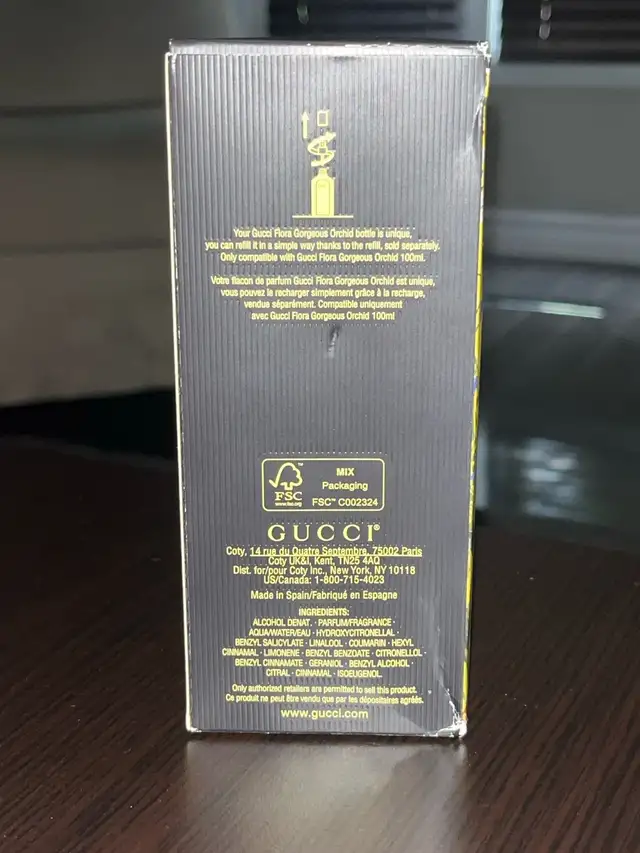 Your Gucci Flora Gorgeous Orchid bottle is unique,
you can refill it in a simple way thanks to the refill, sold separately.
Only compatible with Gucci Flora Gorgeous Orchid 100ml.
Votre flacon de parfum Gucci Flora Gorgeous Orchid est unique,
vous pouvez le recharger simplement grâce à la recharge,
vendue séparément. Compatible uniquement
avec Gucci Flora Gorgeous Orchid 100ml
FSC
www.fsc.org
MIX
Packaging
FSC™ C002324
GUCCI®
Coty, 14 rue du Quatre Septembre, 75002 Paris
Coty UK&I, Kent, TN25 4AQ
Dist. for/pour Coty Inc., New York, NY 10118
US/Canada: 1-800-715-4023
Made in Spain/Fabriqué en Espagne
INGREDIENTS:
ALCOHOL DENAT. · PARFUM/FRAGRANCE ·
AQUA/WATER/EAU · HYDROXYCITRONELLAL ·
BENZYL SALICYLATE · LINALOOL · COUMARIN · HEXYL
CINNAMAL · LIMONENE · BENZYL BENZOATE · CITRONELLOL ·
BENZYL CINNAMATE · GERANIOL · BENZYL ALCOHOL ·
CITRAL · CINNAMAL · ISOEUGENOL.
Only authorized retailers are permitted to sell this product.
Ce produit ne peut être vendu que par les dépositaires agréés.
www.gucci.com